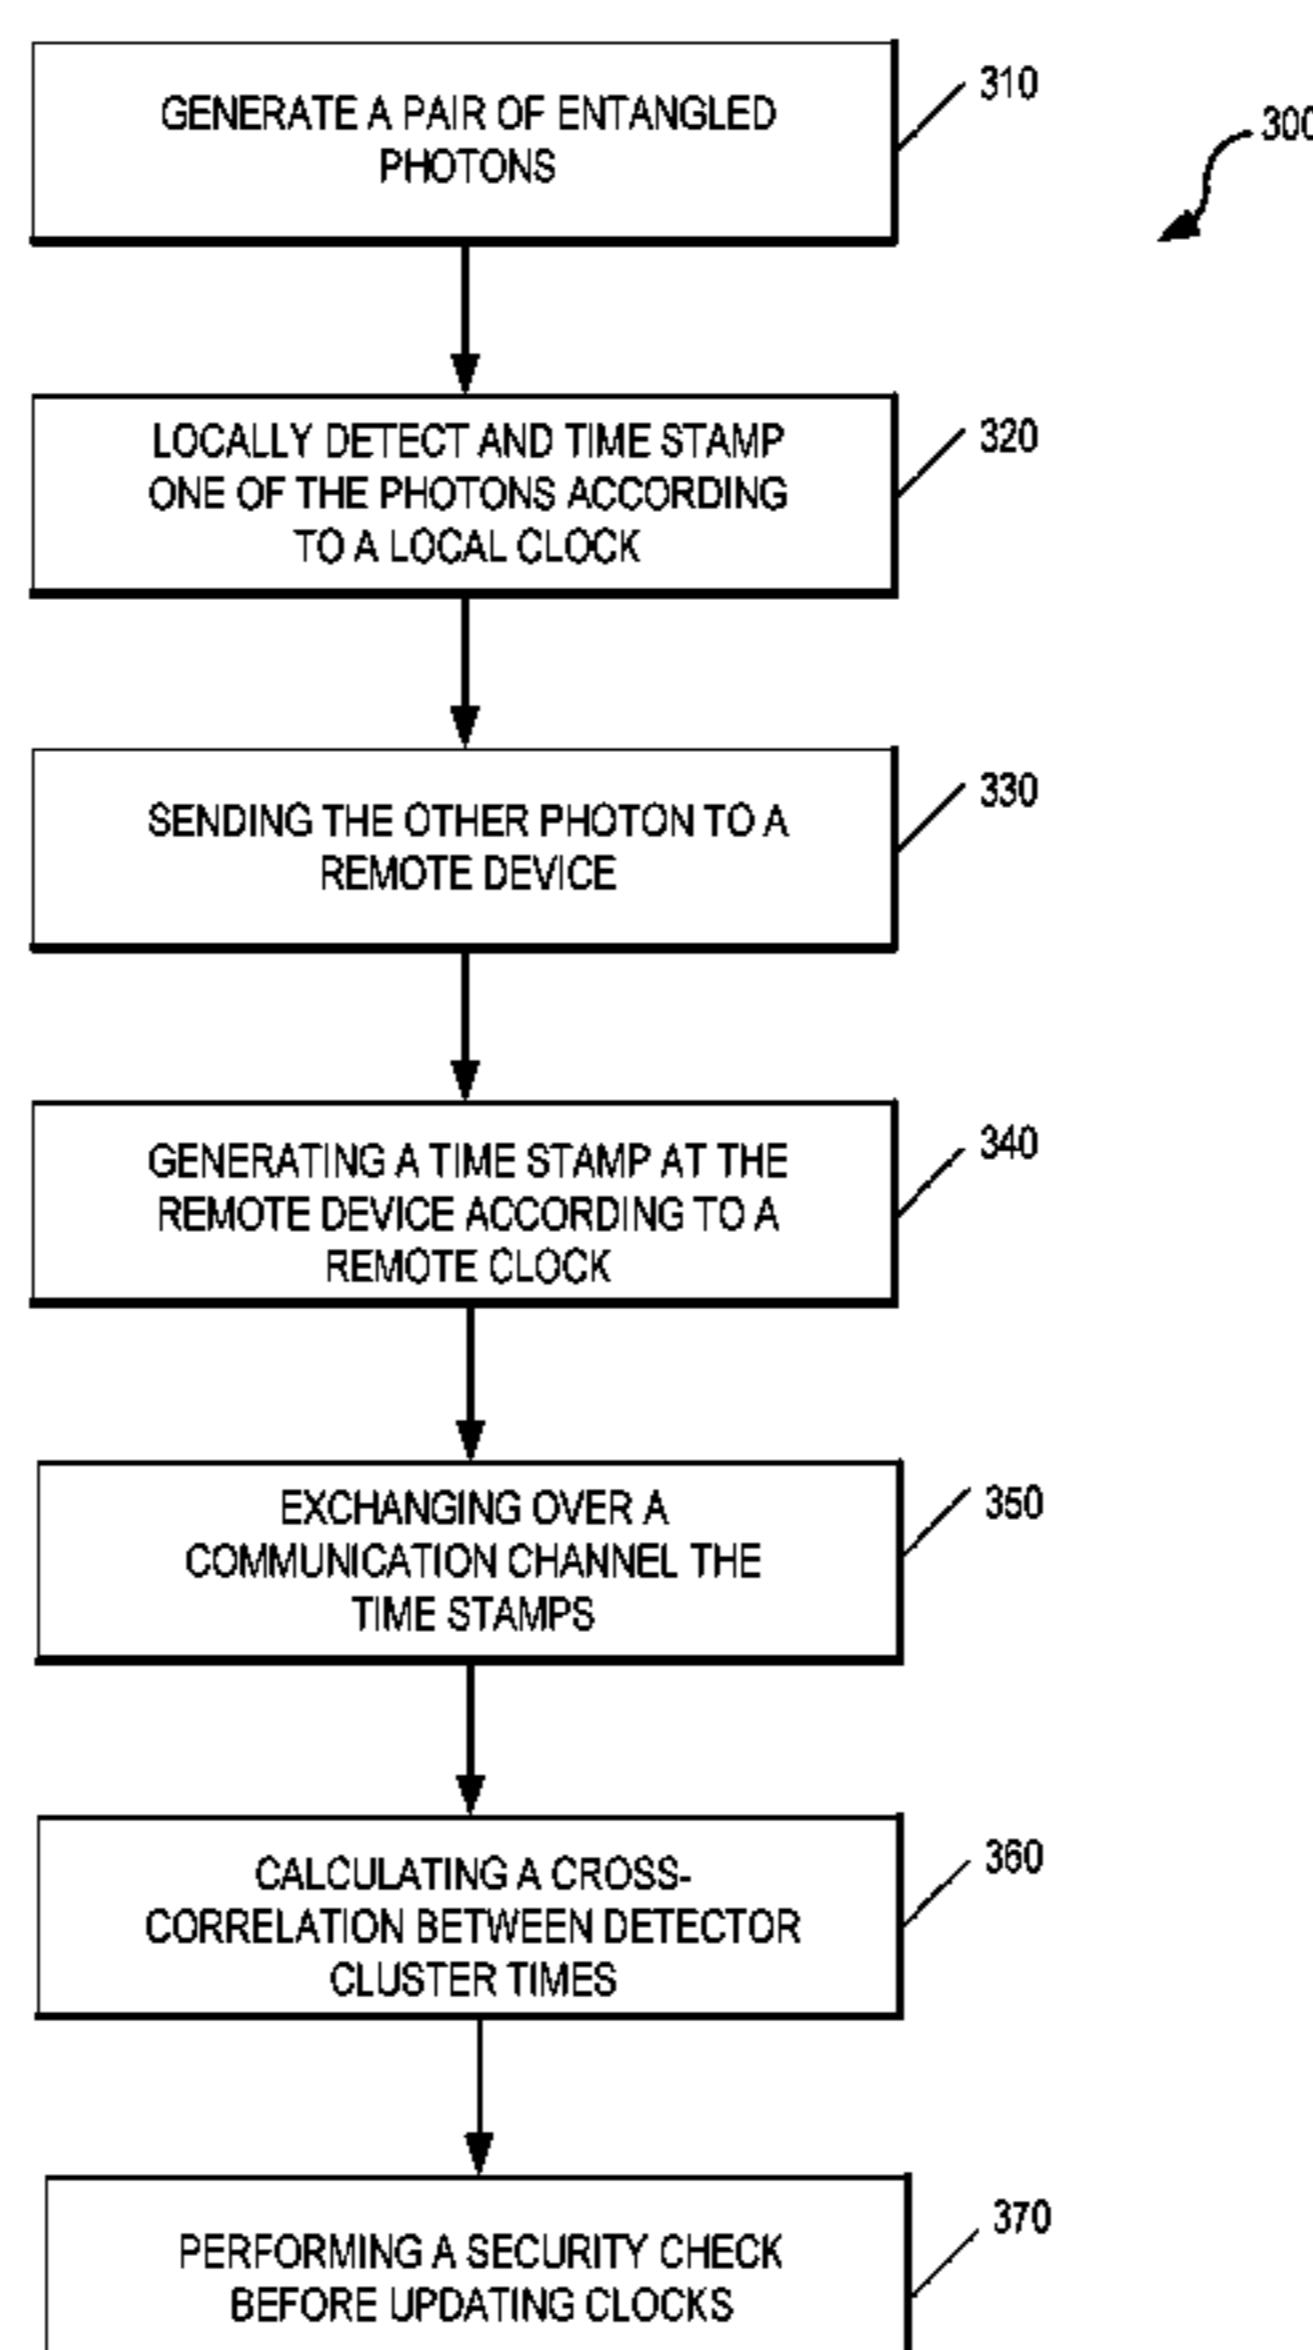 GENERATE A PAIR OF ENTANGLED
PHOTONS
310
300
LOCALLY DETECT AND TIME STAMP
ONE OF THE PHOTONS ACCORDING
TO A LOCAL CLOCK
320
SENDING THE OTHER PHOTON TO A
REMOTE DEVICE
330
GENERATING A TIME STAMP AT THE
REMOTE DEVICE ACCORDING TO A
REMOTE CLOCK
340
EXCHANGING OVER A
COMMUNICATION CHANNEL THE
TIME STAMPS
350
CALCULATING A CROSS-
CORRELATION BETWEEN DETECTOR
CLUSTER TIMES
360
PERFORMING A SECURITY CHECK
BEFORE UPDATING CLOCKS
370